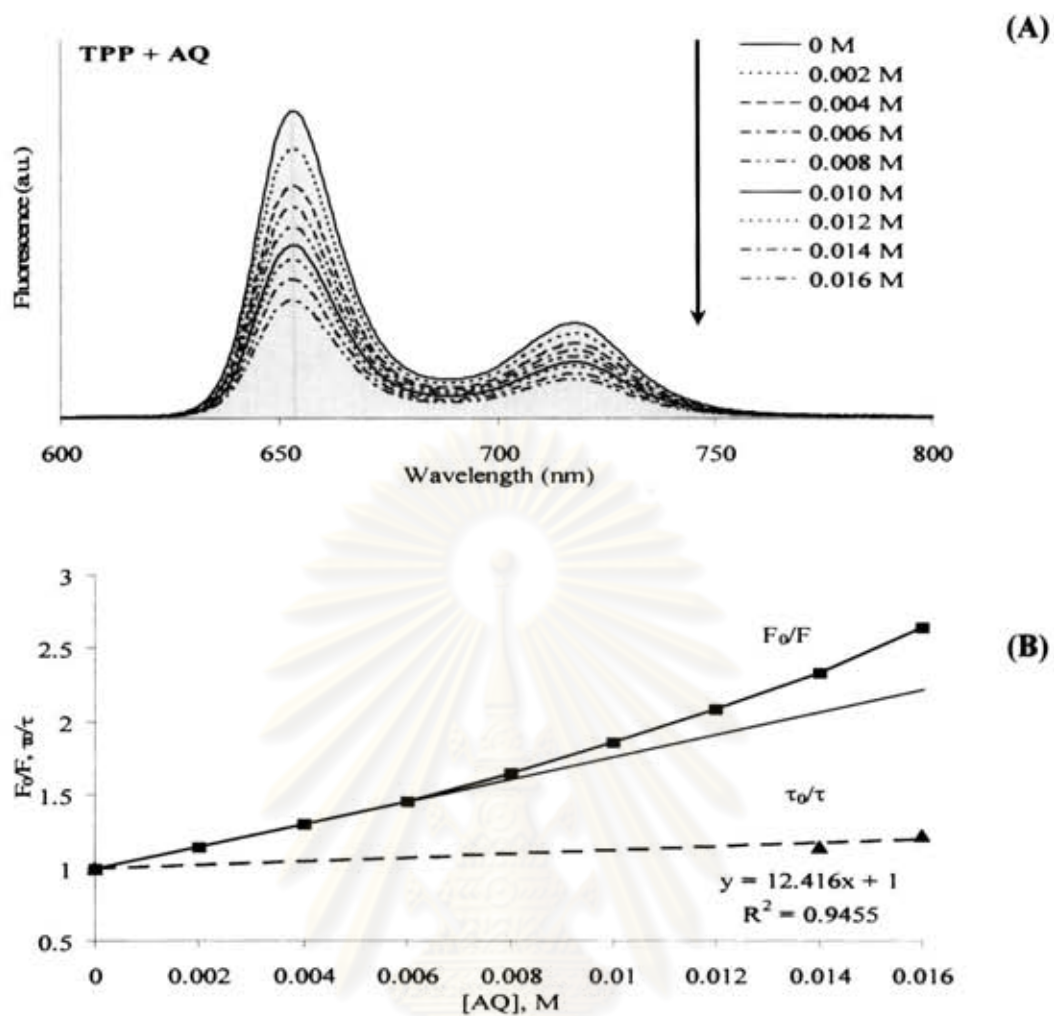 (A)
TPP + AQ
0 M
0.002 M
0.004 M
0.006 M
0.008 M
0.010 M
0.012 M
0.014 M
0.016 M
Fluorescence (a.u.)
600 650 700 750 800
Wavelength (nm)
(B)
3
2.5
2
1.5
1
0.5
F₀/F
τ₀/τ
y = 12.416x + 1
R² = 0.9455
F₀/F, τ₀/τ
0 0.002 0.004 0.006 0.008 0.01 0.012 0.014 0.016
[AQ], M